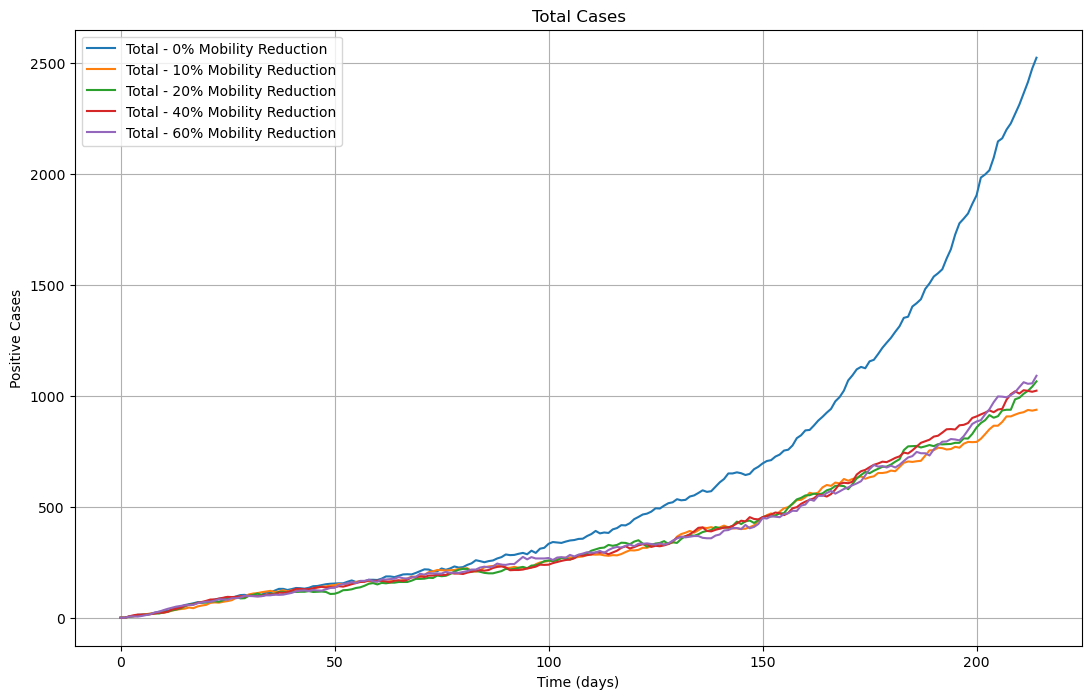 Total Cases
Total - 0% Mobility Reduction
Total - 10% Mobility Reduction
Total - 20% Mobility Reduction
Total - 40% Mobility Reduction
Total - 60% Mobility Reduction
Positive Cases
2500
2000
1500
1000
500
0
0 50 100 150 200
Time (days)